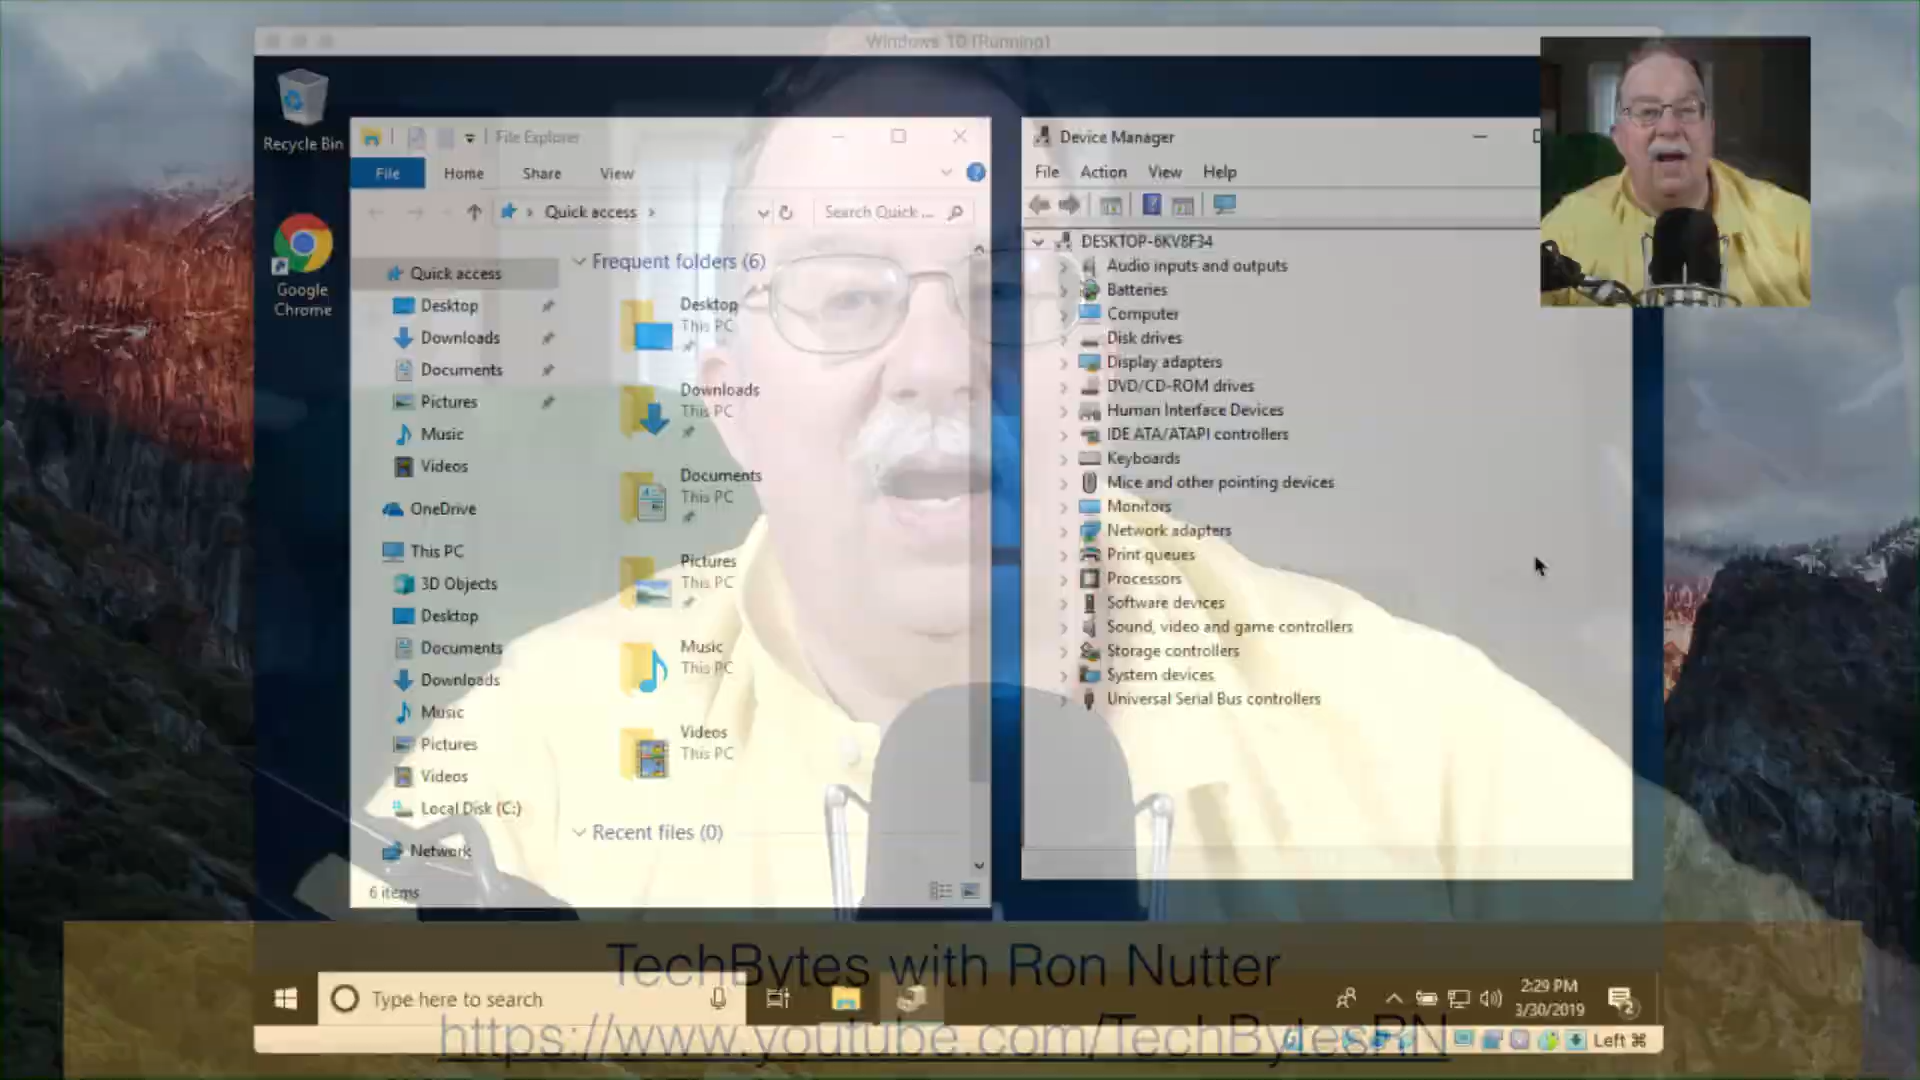 Windows 10 [Running]
Recycle Bin
Google
Chrome
File Explorer
File Home Share View
Quick access
Search Quick ...
Quick access
Desktop
Downloads
Documents
Pictures
Music
Videos
OneDrive
This PC
3D Objects
Desktop
Documents
Downloads
Music
Pictures
Videos
Local Disk (C:)
Network
6 items
Frequent folders (6)
Desktop
This PC
Downloads
This PC
Documents
This PC
Pictures
This PC
Music
This PC
Videos
This PC
Recent files (0)
Device Manager
File Action View Help
DESKTOP-6KV8F34
Audio inputs and outputs
Batteries
Computer
Disk drives
Display adapters
DVD/CD-ROM drives
Human Interface Devices
IDE ATA/ATAPI controllers
Keyboards
Mice and other pointing devices
Monitors
Network adapters
Print queues
Processors
Software devices
Sound, video and game controllers
Storage controllers
System devices
Universal Serial Bus controllers
TechBytes with Ron Nutter
https://www.youtube.com/TechBytesRN
Type here to search
2:29 PM
3/30/2019
2
Left ⌘